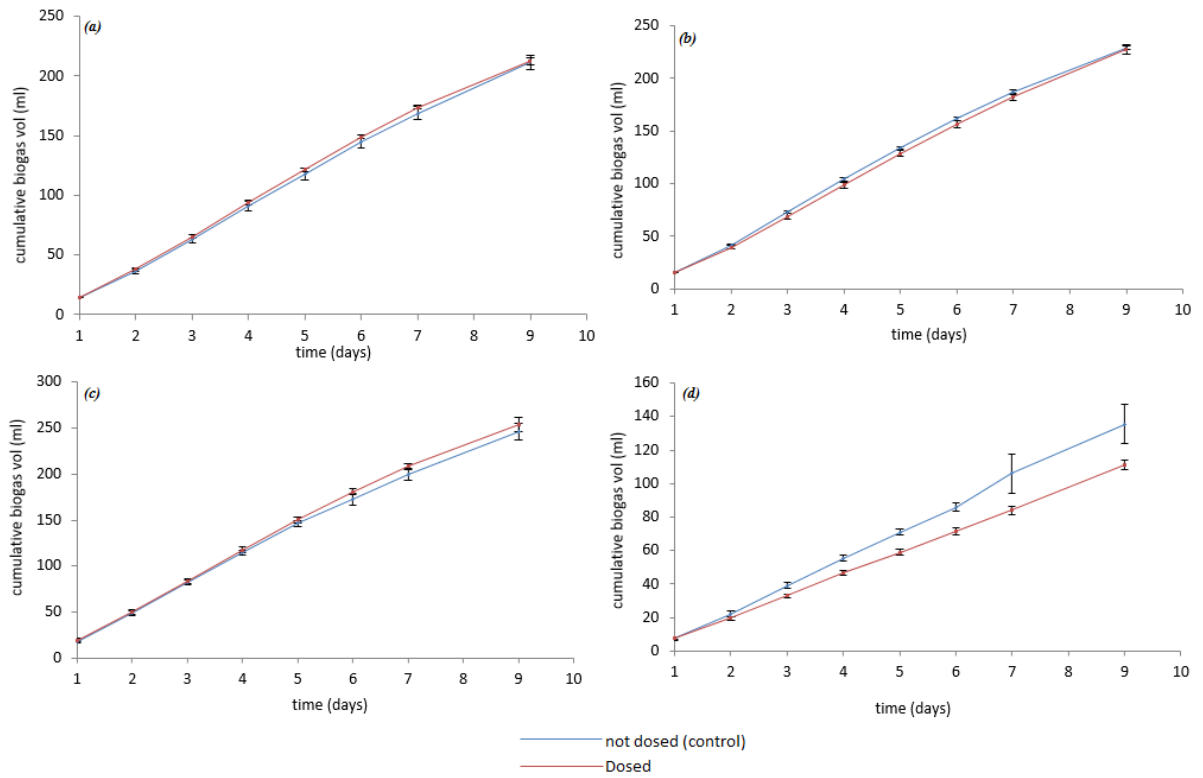 (a)
250
200
150
100
50
0
cumulative biogas vol (ml)
1 2 3 4 5 6 7 8 9 10
time (days)
(b)
250
200
150
100
50
0
cumulative biogas vol (ml)
1 2 3 4 5 6 7 8 9 10
time (days)
(c)
300
250
200
150
100
50
0
cumulative biogas vol (ml)
1 2 3 4 5 6 7 8 9 10
time (days)
(d)
160
140
120
100
80
60
40
20
0
cumulative biogas vol (ml)
1 2 3 4 5 6 7 8 9 10
time (days)
not dosed (control)
Dosed